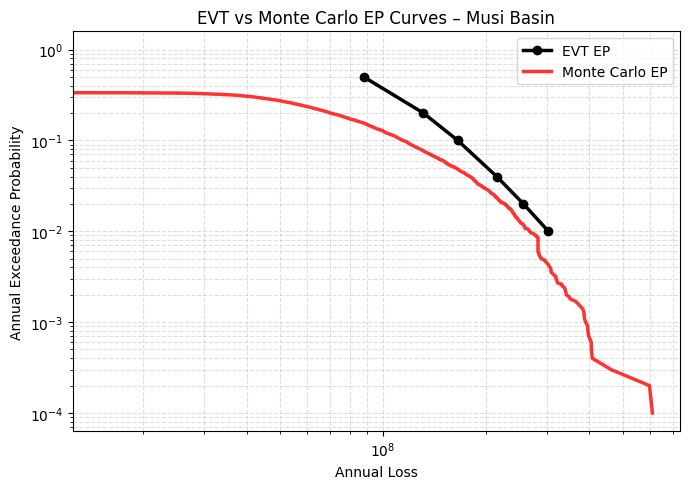 EVT vs Monte Carlo EP Curves – Musi Basin
EVT EP
Monte Carlo EP
10⁰
10⁻¹
10⁻²
10⁻³
10⁻⁴
Annual Exceedance Probability
10⁸
Annual Loss